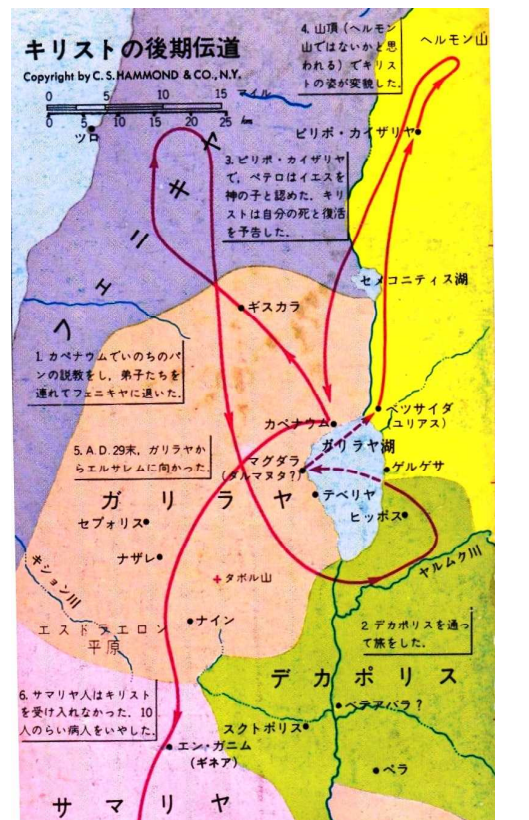 キリストの後期伝道
Copyright by C. S. HAMMOND & CO., N.Y.
0 5 10 15 マイル
0 5 10 15 20 25 km
4. 山頂（ヘルモン
山ではないかと思
われる）でキリス
トの姿が変貌した.
ヘルモン山
ピリポ・カイザリヤ
ツロ
3. ピリポ・カイザリヤ
で, ペテロはイエスを
神の子と認めた. キリ
ストは自分の死と復活
を予告した.
フェニキヤ
セメコニティス湖
ギスカラ
1. カペナウムでいのちのパ
ンの説教をし, 弟子たちを
連れてフェニキヤに退いた.
カペナウム
ベツサイダ
(ユリアス)
ガリラヤ湖
5. A.D. 29末, ガリラヤか
らエルサレムに向かった.
マグダラ
(ダルマヌタ?)
ゲルゲサ
ガリラヤ
テベリヤ
ヒッポス
セプォリス
ナザレ
ヤルムク川
キション川
タボル山
ナイン
エストラエロン
平原
2. デカポリスを通っ
て旅をした.
デカポリス
6. サマリヤ人はキリスト
を受け入れなかった. 10
人のらい病人をいやした.
ベテアバラ?
スクトポリス
エン・ガニム
(ギネア)
ペラ
サマリヤ